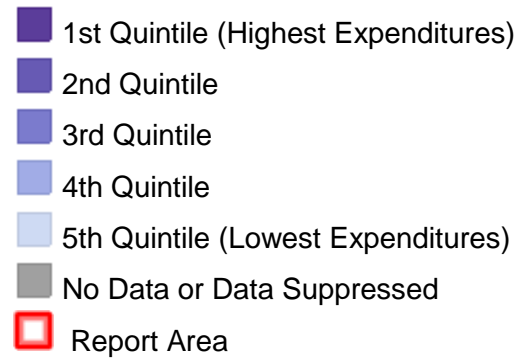 1st Quintile (Highest Expenditures)
2nd Quintile
3rd Quintile
4th Quintile
5th Quintile (Lowest Expenditures)
No Data or Data Suppressed
Report Area